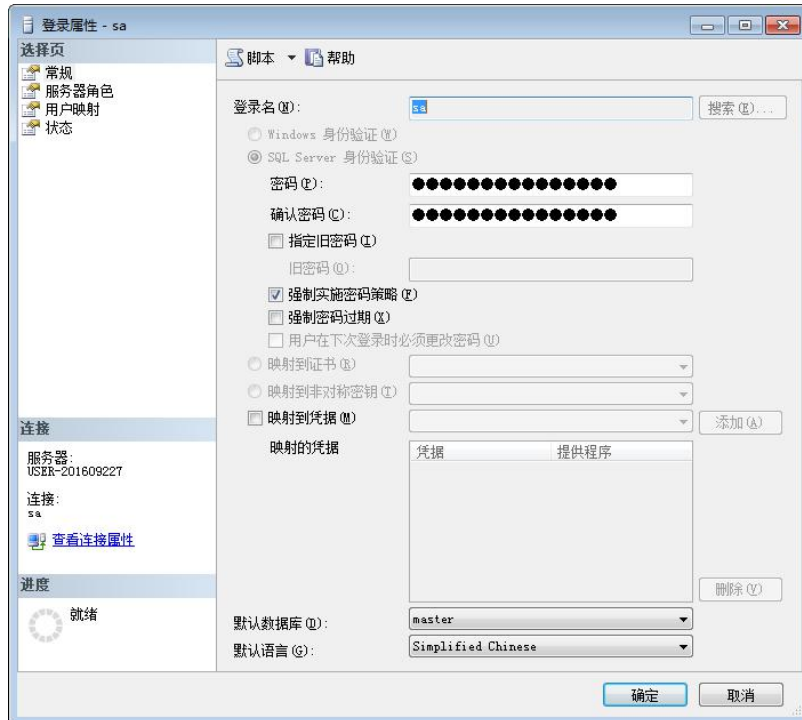 登录属性 - sa
选择页
常规
服务器角色
用户映射
状态
脚本 帮助
登录名(N): sa 搜索(E)...
Windows 身份验证(W)
SQL Server 身份验证(S)
密码(P): ●●●●●●●●●●●●●●●
确认密码(C): ●●●●●●●●●●●●●●●
指定旧密码(I)
旧密码(O):
强制实施密码策略(F)
强制密码过期(X)
用户在下次登录时必须更改密码(U)
映射到证书(R)
映射到非对称密钥(T)
映射到凭据(M) 添加(A)
映射的凭据 凭据 提供程序
删除(V)
默认数据库(D): master
默认语言(G): Simplified Chinese
连接
服务器:
USER-201609227
连接:
sa
查看连接属性
进度
就绪
确定 取消